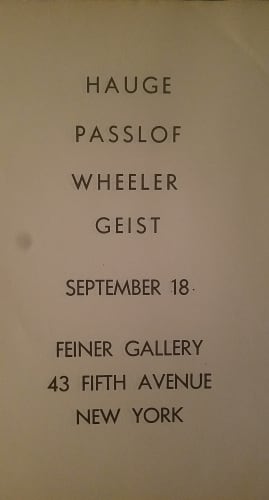 HAUGE
PASSLOF
WHEELER
GEIST
SEPTEMBER 18
FEINER GALLERY
43 FIFTH AVENUE
NEW YORK